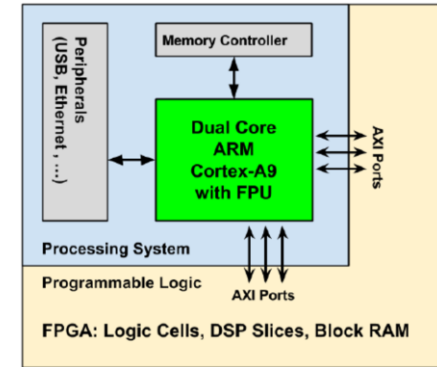 Peripherals
(USB, Ethernet , ...)
Memory Controller
Dual Core
ARM
Cortex-A9
with FPU
AXI Ports
Processing System
Programmable Logic
AXI Ports
FPGA: Logic Cells, DSP Slices, Block RAM